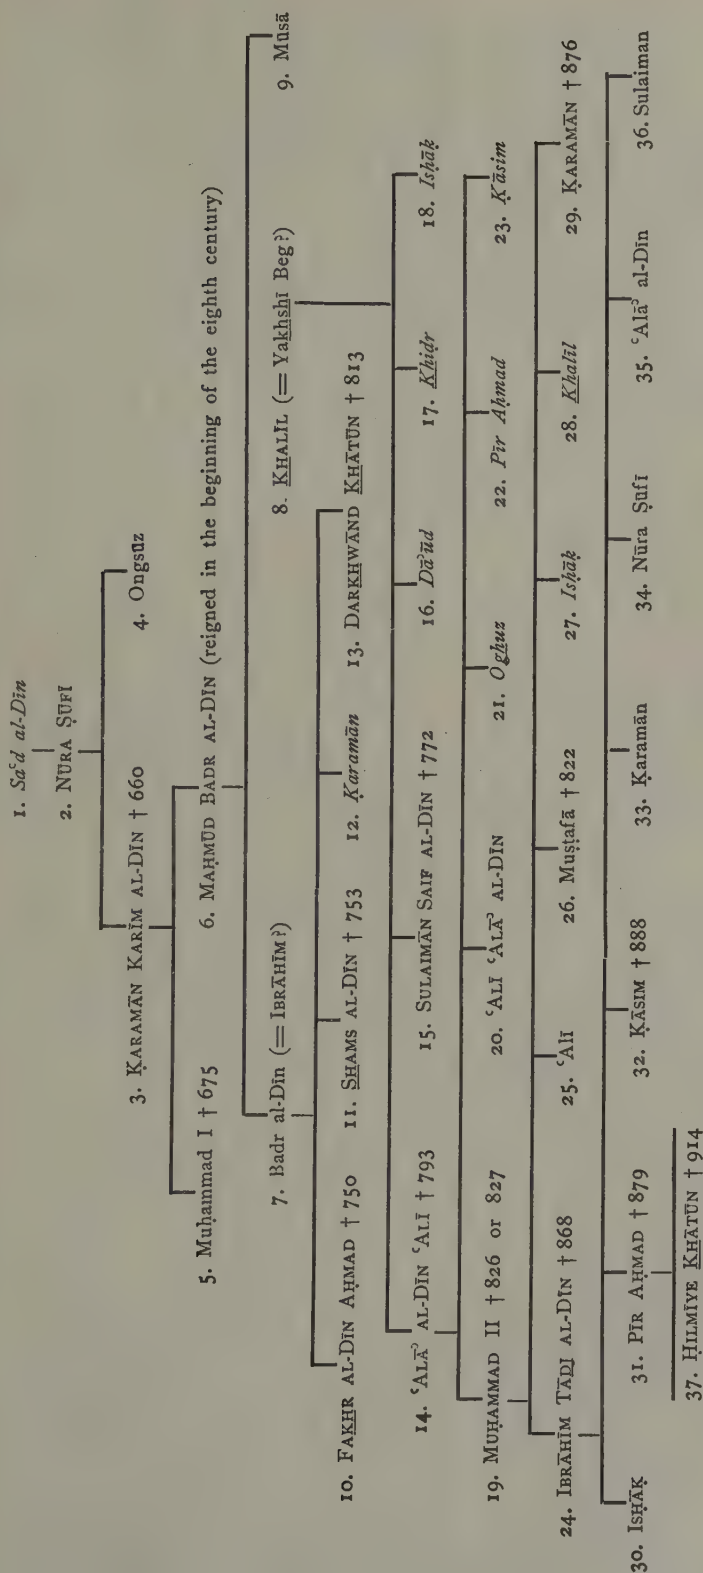 1. Saʿd al-Dīn
2. NŪRA ṢŪFĪ
3. ḲARAMĀN KARĪM AL-DĪN † 660
4. Ongsūz
5. Muḥammad I † 675
6. MAḤMŪD BADR AL-DĪN (reigned in the beginning of the eighth century)
7. Badr al-Dīn (= IBRĀHĪM?)
8. KHALĪL (= Yakhshī Beg?)
9. Mūsā
10. FAKHR AL-DĪN AḤMAD † 750
11. SHAMS AL-DĪN † 753
12. Ḳaramān
13. DARKHWĀND KHĀTŪN † 813
14. ʿALĀʾ AL-DĪN ʿALĪ † 793
15. SULAIMĀN SAIF AL-DĪN † 772
16. Dāʾūd
17. Khiḍr
18. Isḥāḳ
19. MUḤAMMAD II † 826 or 827
20. ʿALĪ ʿALĀʾ AL-DĪN
21. Oghuz
22. Pīr Aḥmad
23. Ḳāsim
24. IBRĀHĪM TĀDJ AL-DĪN † 868
25. ʿAlī
26. Muṣṭafā † 822
27. Isḥāḳ
28. Khalīl
29. ḲARAMĀN † 876
30. ISḤĀḲ
31. PĪR AḤMAD † 879
32. ḲĀSIM † 888
33. Ḳaramān
34. Nūra Ṣūfī
35. ʿAlāʾ al-Dīn
36. Sulaiman
37. ḤILMĪYE KHĀTŪN † 914